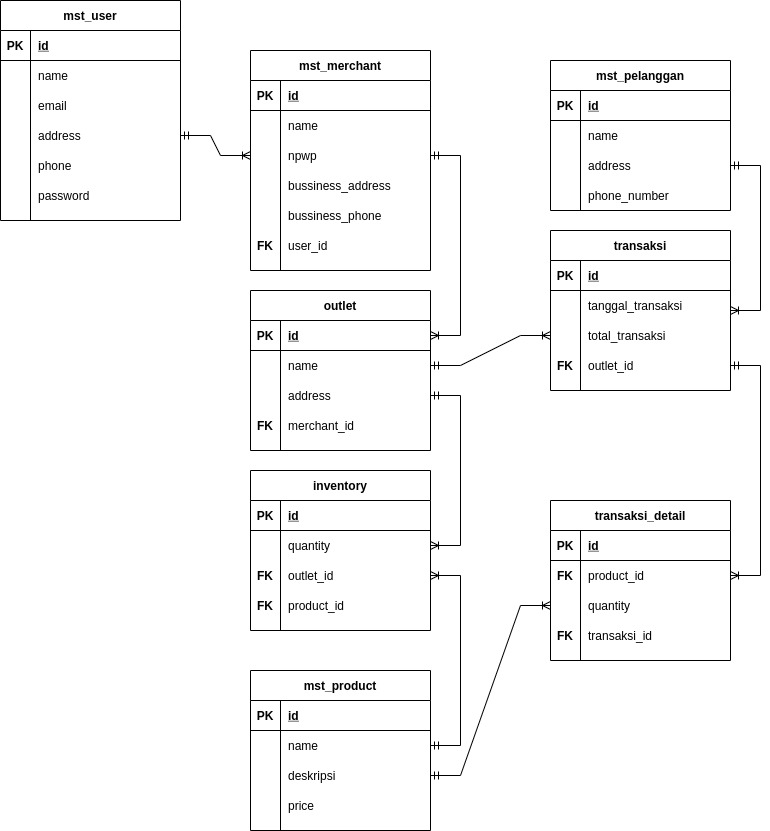 mst_user
PK id
name
email
address
phone
password
mst_merchant
PK id
name
npwp
bussiness_address
bussiness_phone
FK user_id
outlet
PK id
name
address
FK merchant_id
inventory
PK id
quantity
FK outlet_id
FK product_id
mst_product
PK id
name
deskripsi
price
mst_pelanggan
PK id
name
address
phone_number
transaksi
PK id
tanggal_transaksi
total_transaksi
FK outlet_id
transaksi_detail
PK id
FK product_id
quantity
FK transaksi_id